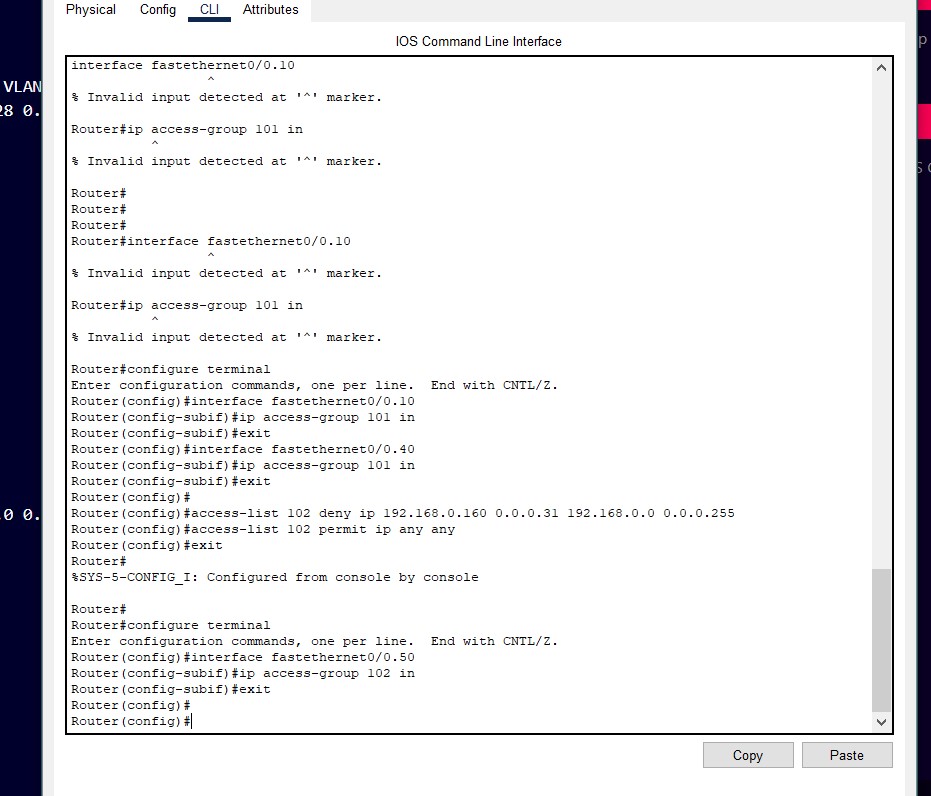 Physical Config CLI Attributes
IOS Command Line Interface
interface fastethernet0/0.10
^
% Invalid input detected at '^' marker.
Router#ip access-group 101 in
^
% Invalid input detected at '^' marker.
Router#
Router#
Router#
Router#interface fastethernet0/0.10
^
% Invalid input detected at '^' marker.
Router#ip access-group 101 in
^
% Invalid input detected at '^' marker.
Router#configure terminal
Enter configuration commands, one per line.  End with CNTL/Z.
Router(config)#interface fastethernet0/0.10
Router(config-subif)#ip access-group 101 in
Router(config-subif)#exit
Router(config)#interface fastethernet0/0.40
Router(config-subif)#ip access-group 101 in
Router(config-subif)#exit
Router(config)#
Router(config)#access-list 102 deny ip 192.168.0.160 0.0.0.31 192.168.0.0 0.0.0.255
Router(config)#access-list 102 permit ip any any
Router(config)#exit
Router#
%SYS-5-CONFIG_I: Configured from console by console
Router#
Router#configure terminal
Enter configuration commands, one per line.  End with CNTL/Z.
Router(config)#interface fastethernet0/0.50
Router(config-subif)#ip access-group 102 in
Router(config-subif)#exit
Router(config)#
Router(config)#
Copy Paste
VLAN
28 0.
.0 0.